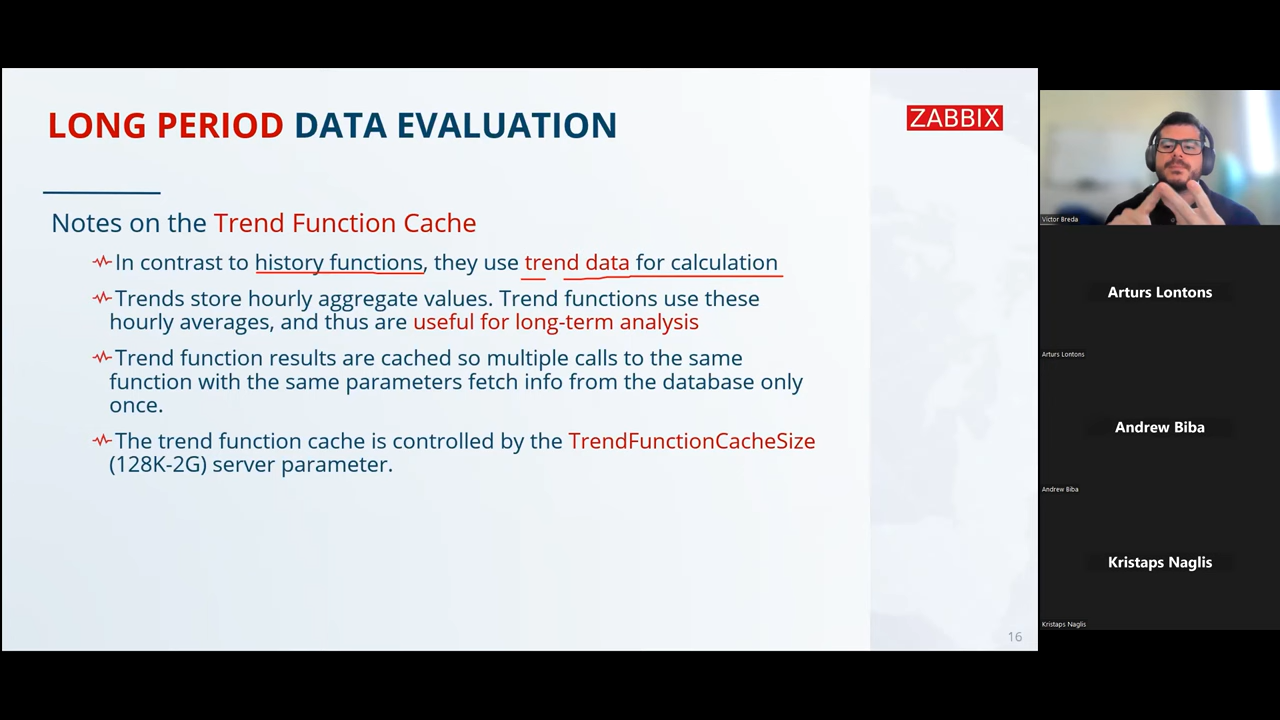 LONG PERIOD DATA EVALUATION
ZABBIX
Notes on the Trend Function Cache
In contrast to history functions, they use trend data for calculation
Trends store hourly aggregate values. Trend functions use these
hourly averages, and thus are useful for long-term analysis
Trend function results are cached so multiple calls to the same
function with the same parameters fetch info from the database only
once.
The trend function cache is controlled by the TrendFunctionCacheSize
(128K-2G) server parameter.
16
Victor Breda
Arturs Lontons
Arturs Lontons
Andrew Biba
Andrew Biba
Kristaps Naglis
Kristaps Naglis